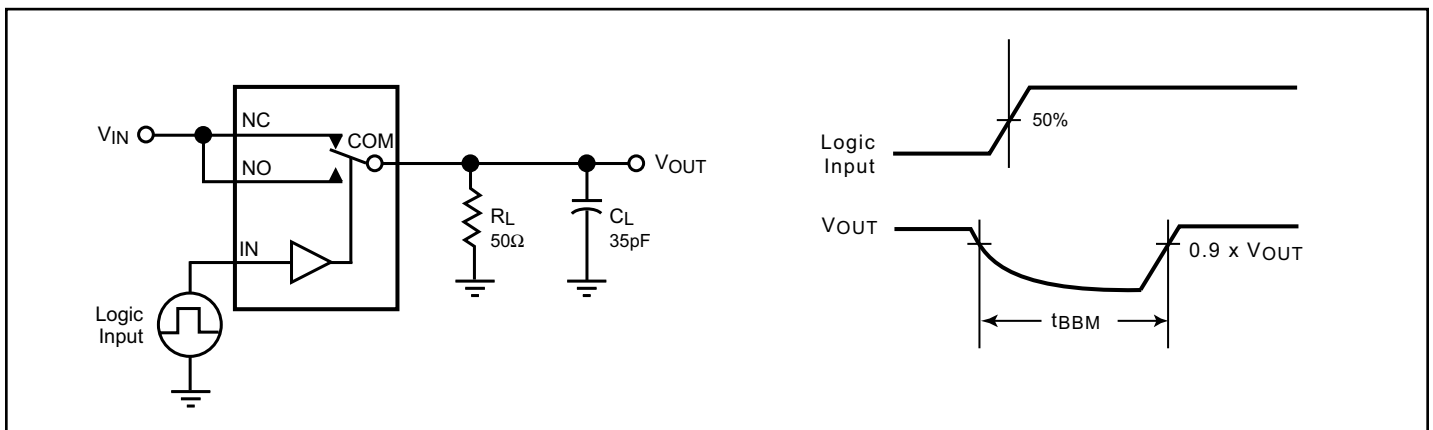 VIN
NC
COM
NO
VOUT
RL
50Ω
CL
35pF
IN
Logic
Input
50%
Logic
Input
VOUT
0.9 x VOUT
tBBM